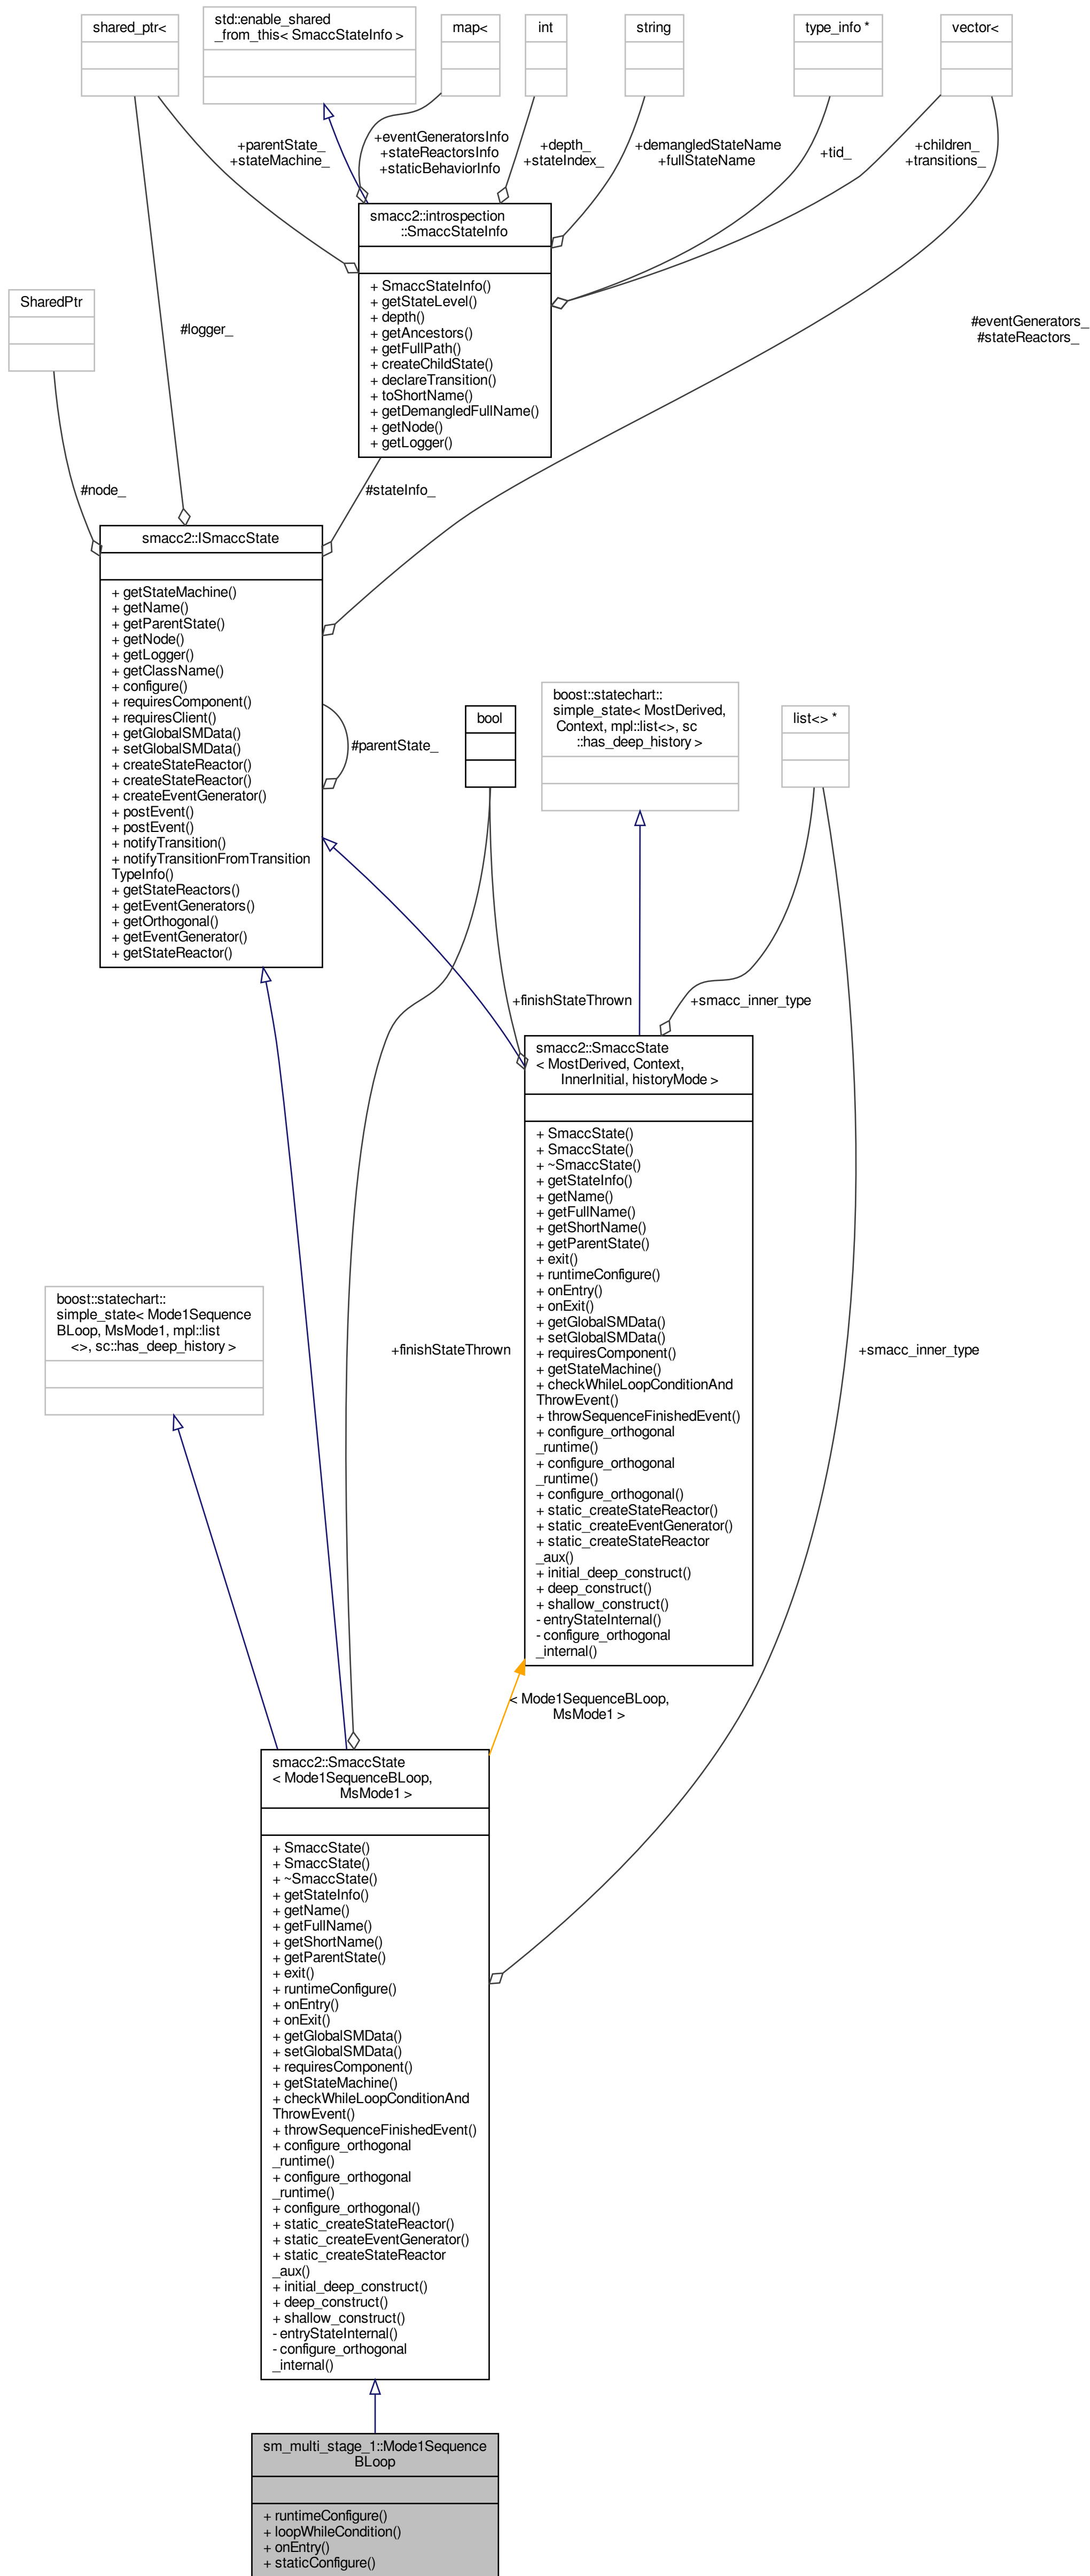 shared_ptr<
std::enable_shared
_from_this< SmaccStateInfo >
map<
int
string
type_info *
vector<
+parentState_
+stateMachine_
+eventGeneratorsInfo
+stateReactorsInfo
+staticBehaviorInfo
+depth_
+stateIndex_
+demangledStateName
+fullStateName
+tid_
+children_
+transitions_
smacc2::introspection
::SmaccStateInfo
+ SmaccStateInfo()
+ getStateLevel()
+ depth()
+ getAncestors()
+ getFullPath()
+ createChildState()
+ declareTransition()
+ toShortName()
+ getDemangledFullName()
+ getNode()
+ getLogger()
SharedPtr
#logger_
#eventGenerators_
#stateReactors_
#node_
#stateInfo_
smacc2::ISmaccState
+ getStateMachine()
+ getName()
+ getParentState()
+ getNode()
+ getLogger()
+ getClassName()
+ configure()
+ requiresComponent()
+ requiresClient()
+ getGlobalSMData()
+ setGlobalSMData()
+ createStateReactor()
+ createStateReactor()
+ createEventGenerator()
+ postEvent()
+ postEvent()
+ notifyTransition()
+ notifyTransitionFromTransition
TypeInfo()
+ getStateReactors()
+ getEventGenerators()
+ getOrthogonal()
+ getEventGenerator()
+ getStateReactor()
#parentState_
bool
boost::statechart::
simple_state< MostDerived,
Context, mpl::list<>, sc
::has_deep_history >
list<> *
+finishStateThrown
+smacc_inner_type
smacc2::SmaccState
< MostDerived, Context,
InnerInitial, historyMode >
+ SmaccState()
+ SmaccState()
+ ~SmaccState()
+ getStateInfo()
+ getName()
+ getFullName()
+ getShortName()
+ getParentState()
+ exit()
+ runtimeConfigure()
+ onEntry()
+ onExit()
+ getGlobalSMData()
+ setGlobalSMData()
+ requiresComponent()
+ getStateMachine()
+ checkWhileLoopConditionAnd
ThrowEvent()
+ throwSequenceFinishedEvent()
+ configure_orthogonal
_runtime()
+ configure_orthogonal
_runtime()
+ configure_orthogonal()
+ static_createStateReactor()
+ static_createEventGenerator()
+ static_createStateReactor
_aux()
+ initial_deep_construct()
+ deep_construct()
+ shallow_construct()
- entryStateInternal()
- configure_orthogonal
_internal()
boost::statechart::
simple_state< Mode1Sequence
BLoop, MsMode1, mpl::list
<>, sc::has_deep_history >
+finishStateThrown
+smacc_inner_type
< Mode1SequenceBLoop,
MsMode1 >
smacc2::SmaccState
< Mode1SequenceBLoop,
MsMode1 >
+ SmaccState()
+ SmaccState()
+ ~SmaccState()
+ getStateInfo()
+ getName()
+ getFullName()
+ getShortName()
+ getParentState()
+ exit()
+ runtimeConfigure()
+ onEntry()
+ onExit()
+ getGlobalSMData()
+ setGlobalSMData()
+ requiresComponent()
+ getStateMachine()
+ checkWhileLoopConditionAnd
ThrowEvent()
+ throwSequenceFinishedEvent()
+ configure_orthogonal
_runtime()
+ configure_orthogonal
_runtime()
+ configure_orthogonal()
+ static_createStateReactor()
+ static_createEventGenerator()
+ static_createStateReactor
_aux()
+ initial_deep_construct()
+ deep_construct()
+ shallow_construct()
- entryStateInternal()
- configure_orthogonal
_internal()
sm_multi_stage_1::Mode1Sequence
BLoop
+ runtimeConfigure()
+ loopWhileCondition()
+ onEntry()
+ staticConfigure()